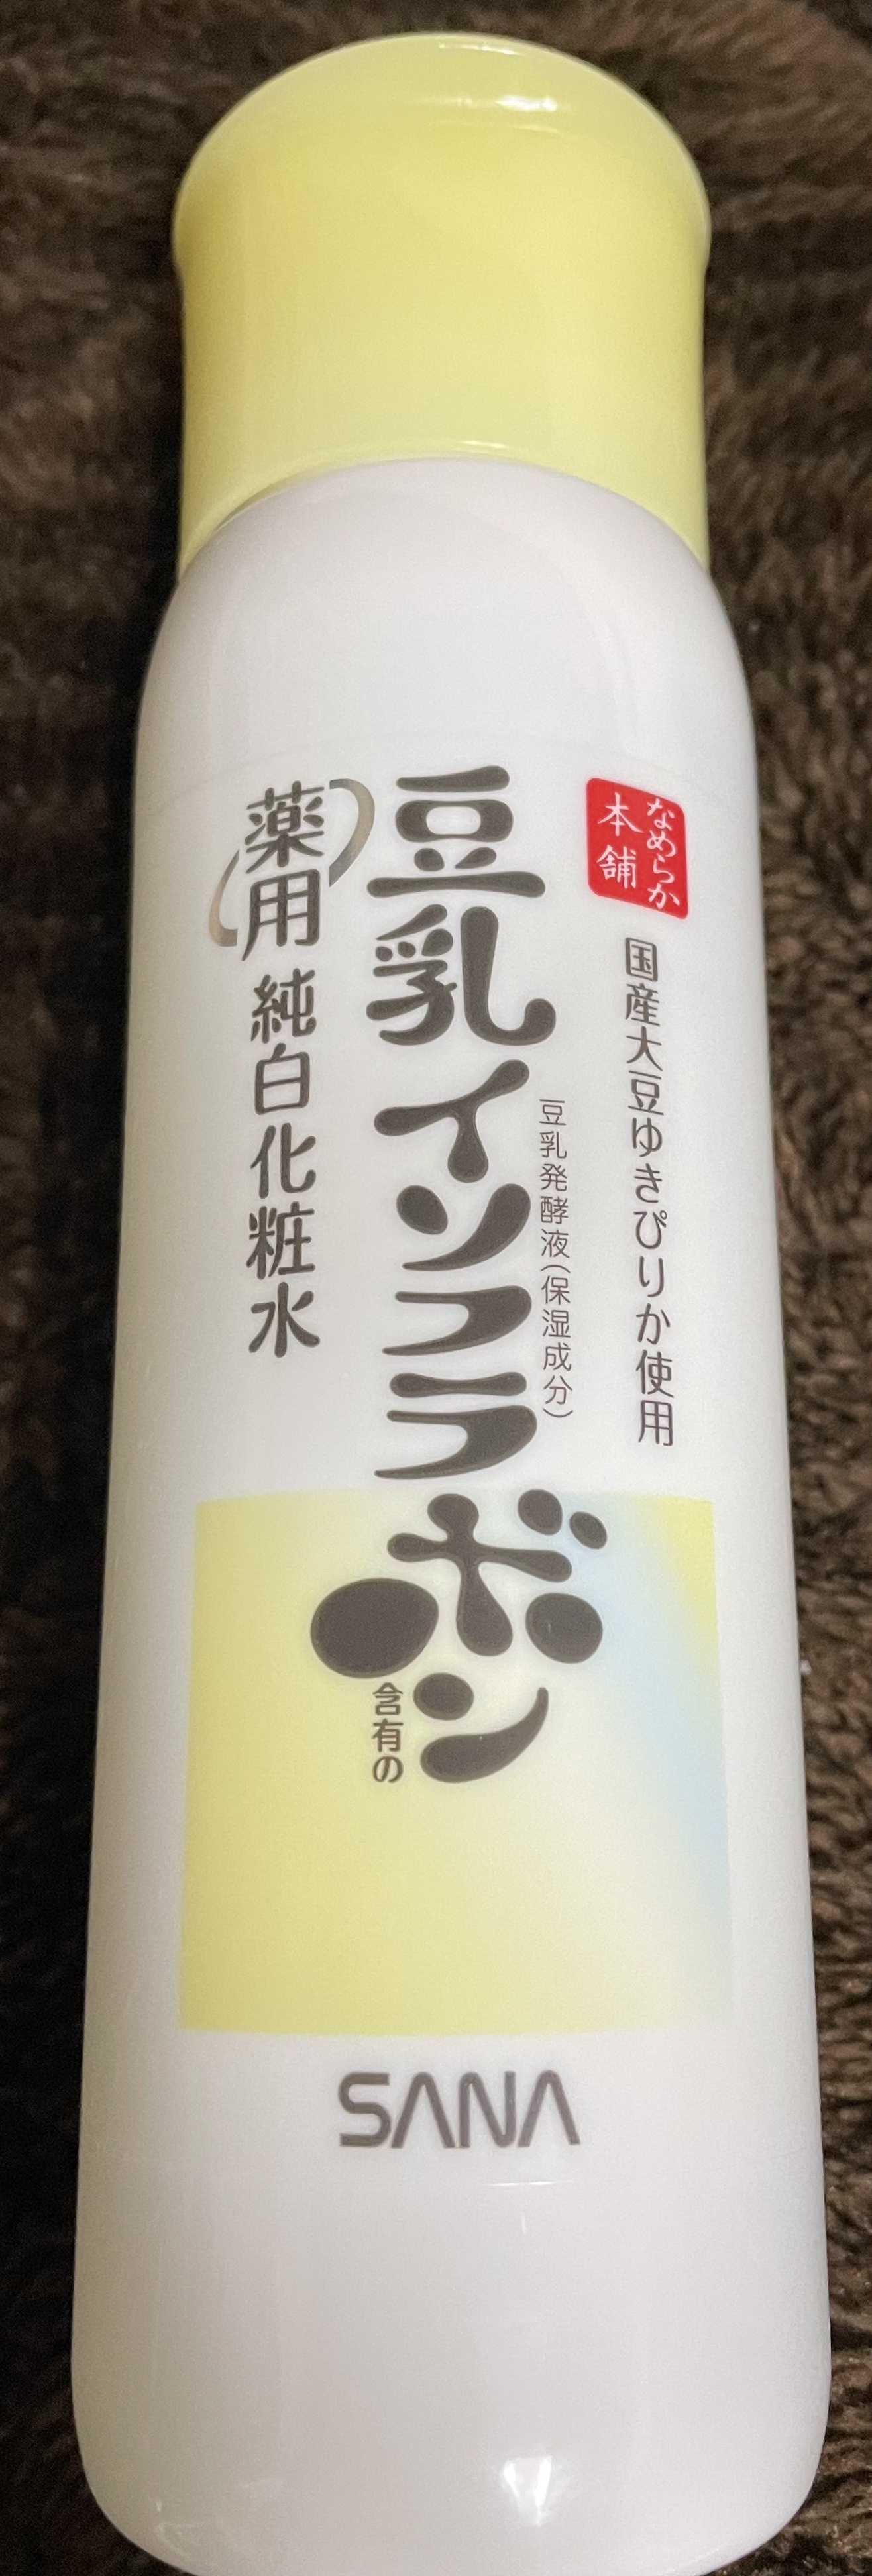 なめらか
本舗
国産大豆ゆきぴりか使用
豆乳発酵液(保湿成分)
豆乳イソフラボン
含有の
薬用 純白化粧水
SANA